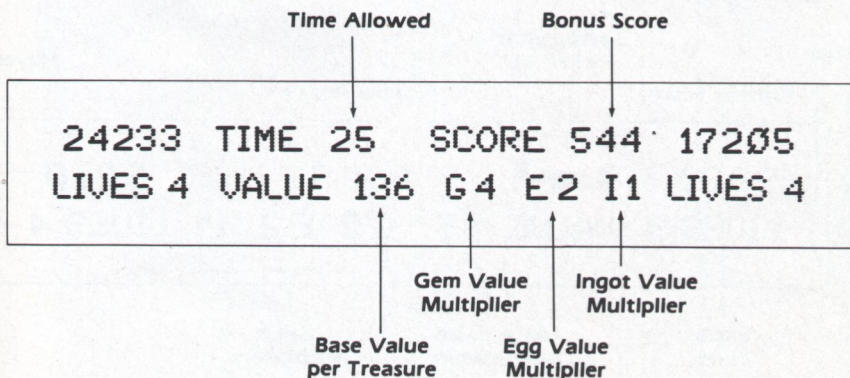 Time Allowed Bonus Score
24233 TIME 25 SCORE 544 17205
LIVES 4 VALUE 136 G4 E2 I1 LIVES 4
Gem Value Ingot Value
Multiplier Multiplier
Base Value Egg Value
per Treasure Multiplier